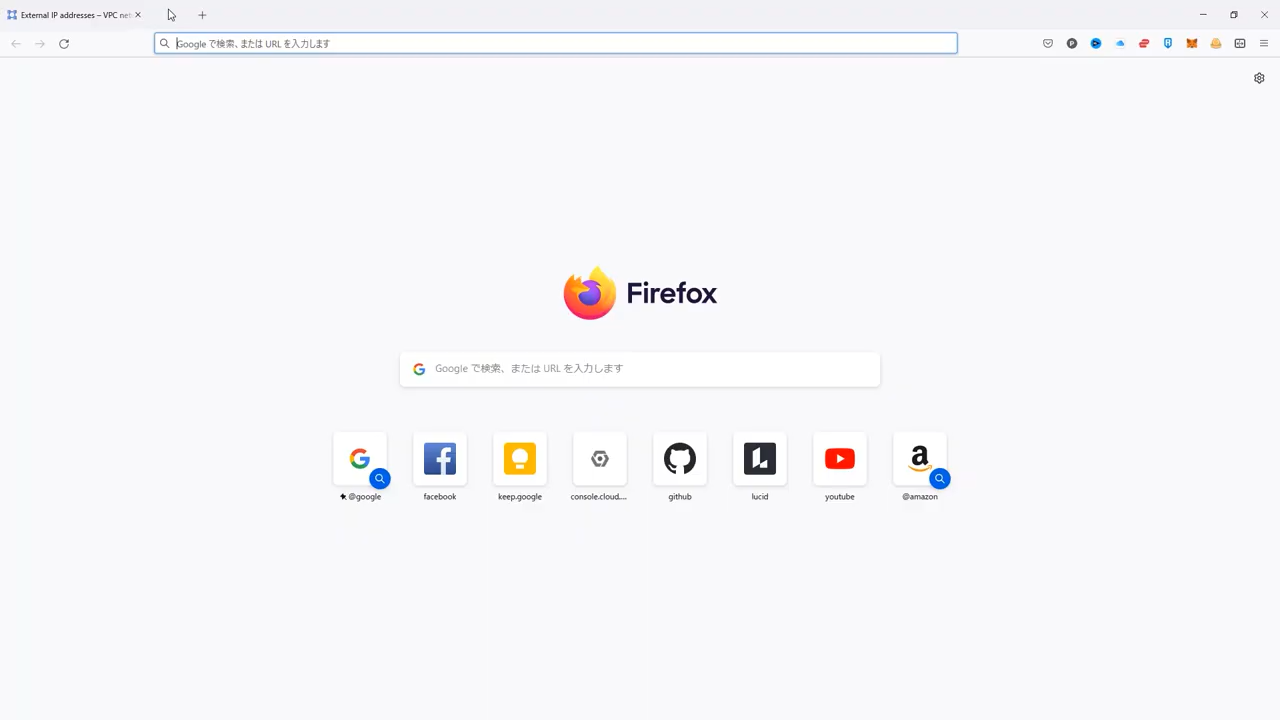 External IP addresses – VPC net
Google で検索、または URL を入力します
Firefox
Google で検索、または URL を入力します
@google
facebook
keep.google
console.cloud....
github
lucid
youtube
@amazon